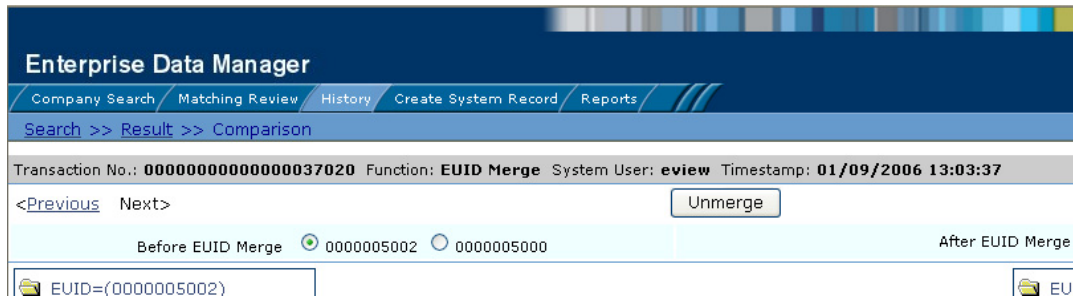 Enterprise Data Manager
Company Search Matching Review History Create System Record Reports
Search >> Result >> Comparison
Transaction No.: 00000000000000037020 Function: EUID Merge System User: eview Timestamp: 01/09/2006 13:03:37
<Previous Next> Unmerge
Before EUID Merge 0000005002 0000005000 After EUID Merge
EUID=(0000005002) EU